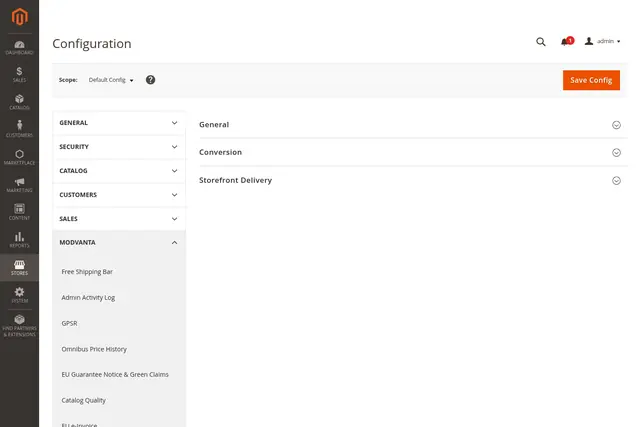 Configuration
1
admin
Scope:
Default Config
?
Save Config
DASHBOARD
SALES
CATALOG
CUSTOMERS
MARKETPLACE
MARKETING
CONTENT
REPORTS
STORES
SYSTEM
FIND PARTNERS
& EXTENSIONS
GENERAL
SECURITY
CATALOG
CUSTOMERS
SALES
MODVANTA
Free Shipping Bar
Admin Activity Log
GPSR
Omnibus Price History
EU Guarantee Notice & Green Claims
Catalog Quality
EU e-Invoice
General
Conversion
Storefront Delivery